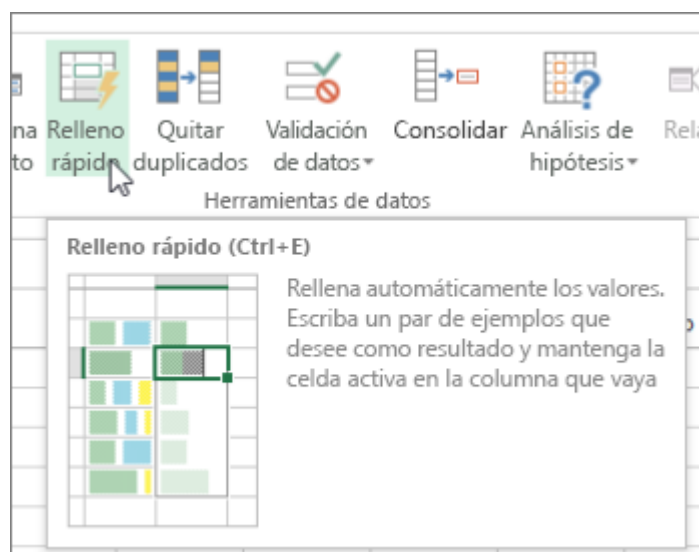 na Relleno Quitar Validación Consolidar Análisis de Rela
to rápido duplicados de datos hipótesis
Herramientas de datos
Relleno rápido (Ctrl+E)
Rellena automáticamente los valores.
Escriba un par de ejemplos que
desee como resultado y mantenga la
celda activa en la columna que vaya